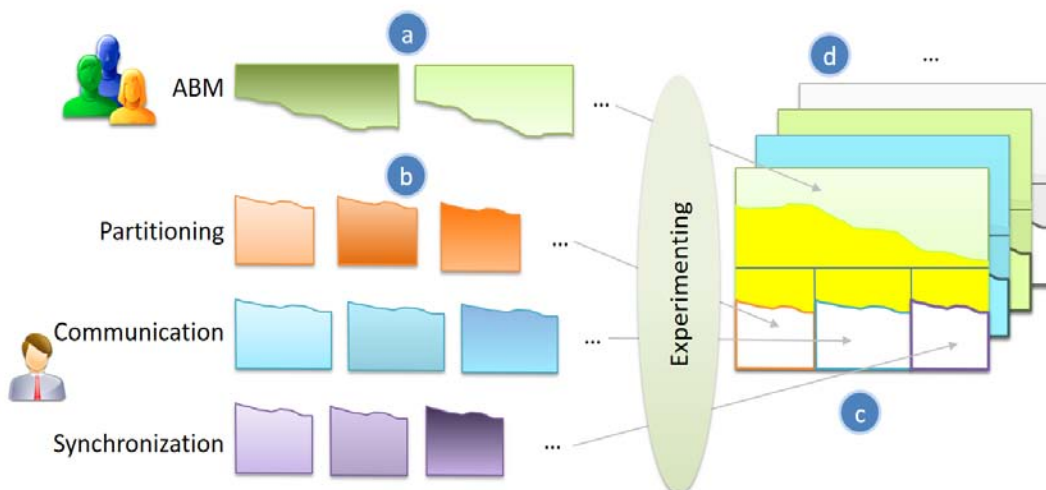 a
d
...
ABM
...
b
Partitioning
...
Experimenting
Communication
...
c
Synchronization
...